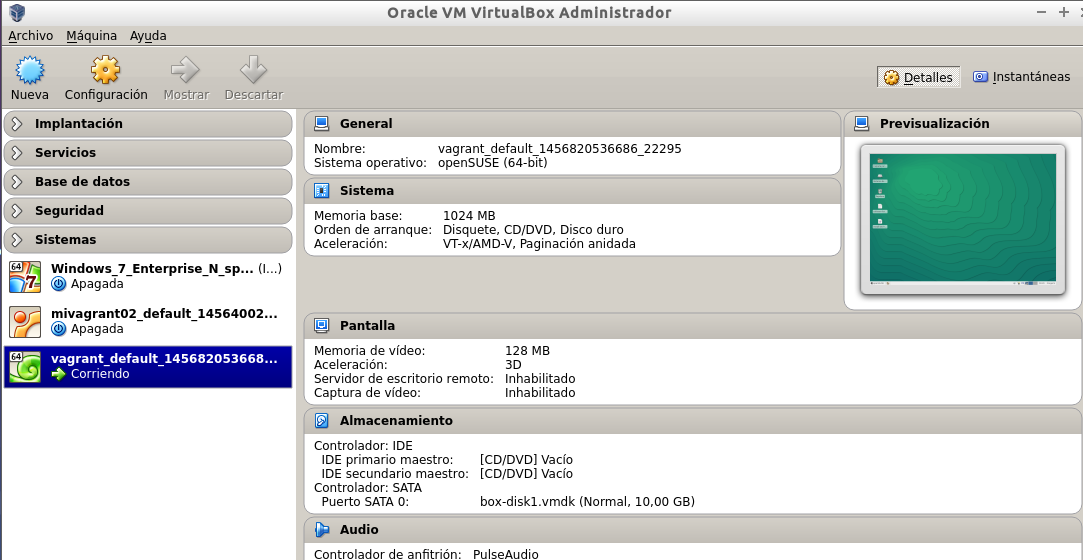 Oracle VM VirtualBox Administrador
Archivo Máquina Ayuda
Nueva Configuración Mostrar Descartar
Detalles Instantáneas
Implantación
Servicios
Base de datos
Seguridad
Sistemas
64 Windows_7_Enterprise_N_sp... (I...)
Apagada
mivagrant02_default_14564002...
Apagada
64 vagrant_default_145682053668...
Corriendo
General
Nombre: vagrant_default_1456820536686_22295
Sistema operativo: openSUSE (64-bit)
Sistema
Memoria base: 1024 MB
Orden de arranque: Disquete, CD/DVD, Disco duro
Aceleración: VT-x/AMD-V, Paginación anidada
Previsualización
Pantalla
Memoria de vídeo: 128 MB
Aceleración: 3D
Servidor de escritorio remoto: Inhabilitado
Captura de vídeo: Inhabilitado
Almacenamiento
Controlador: IDE
IDE primario maestro: [CD/DVD] Vacío
IDE secundario maestro: [CD/DVD] Vacío
Controlador: SATA
Puerto SATA 0: box-disk1.vmdk (Normal, 10,00 GB)
Audio
Controlador de anfitrión: PulseAudio